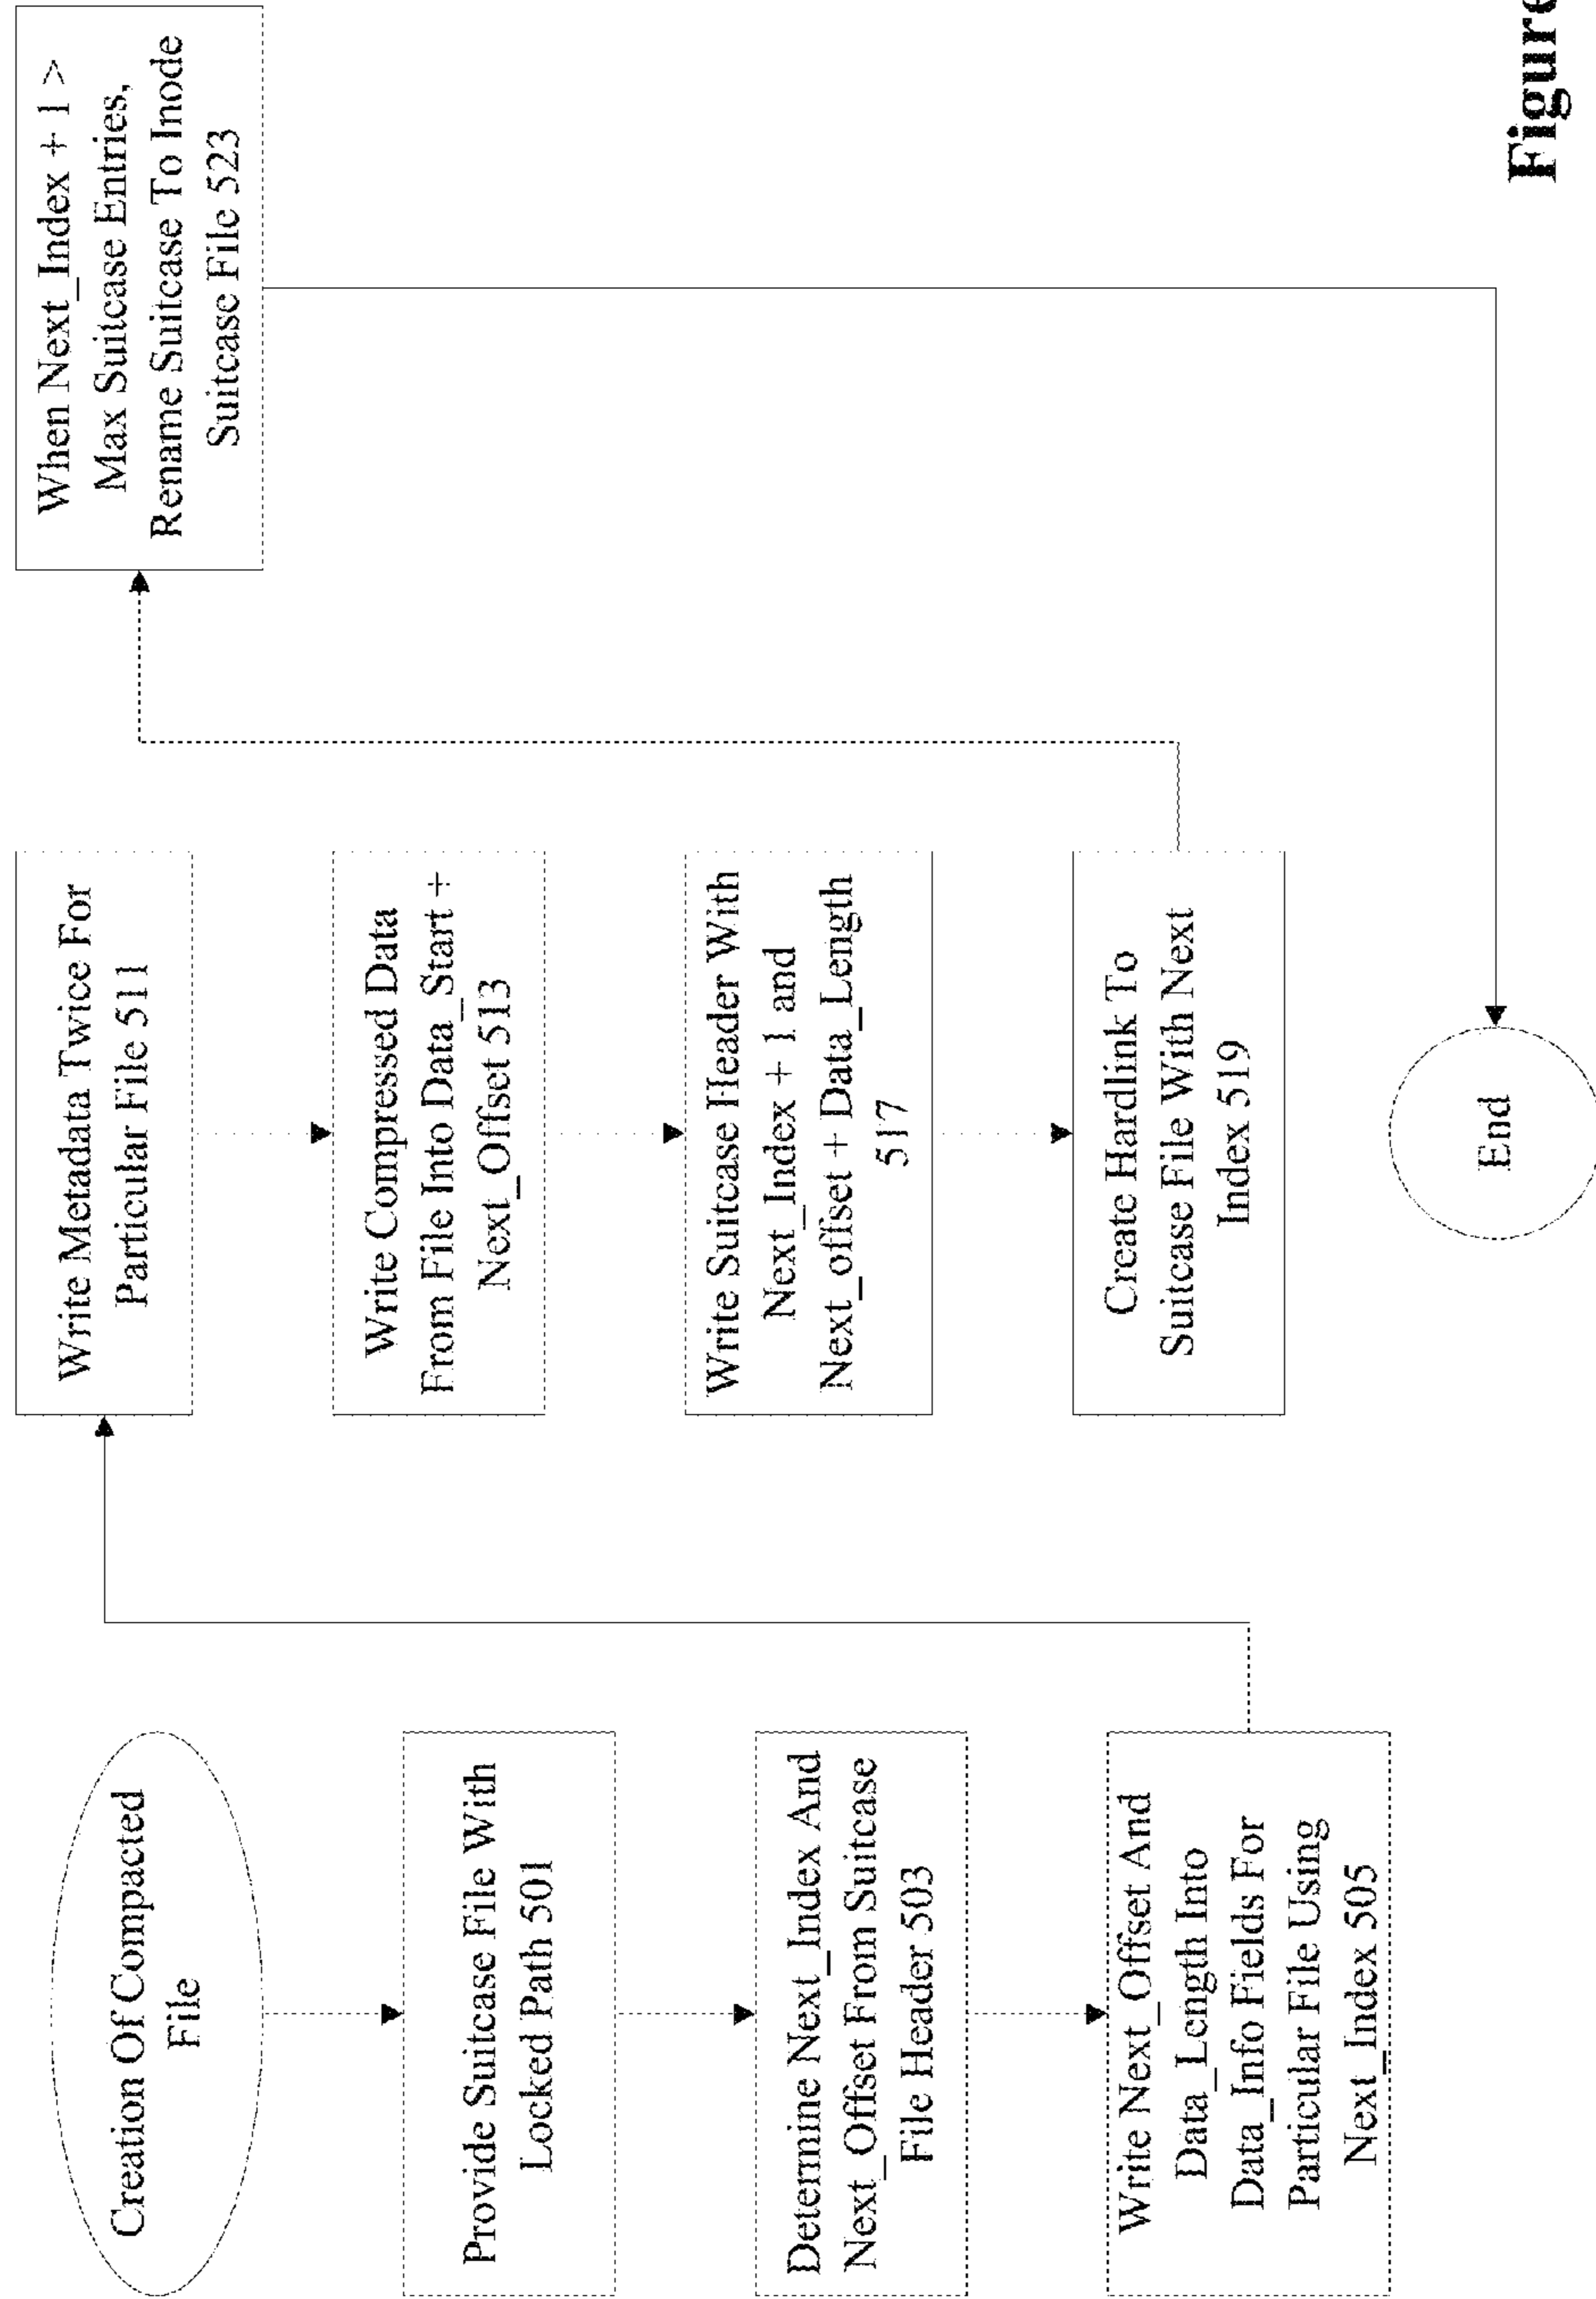 Creation Of Compacted
File
Provide Suitcase File With
Locked Path 501
Determine Next_Index And
Next_Offset From Suitcase
File Header 503
Write Next_Offset And
Data_Length Into
Data_Info Fields For
Particular File Using
Next_Index 505
Write Metadata Twice For
Particular File 511
Write Compressed Data
From File Into Data_Start +
Next_Offset 513
Write Suitcase Header With
Next_Index + 1 and
Next_offset + Data_Length
517
Create Hardlink To
Suitcase File With Next
Index 519
End
When Next_Index + 1 >
Max Suitcase Entries,
Rename Suitcase To Inode
Suitcase File 523
Figure